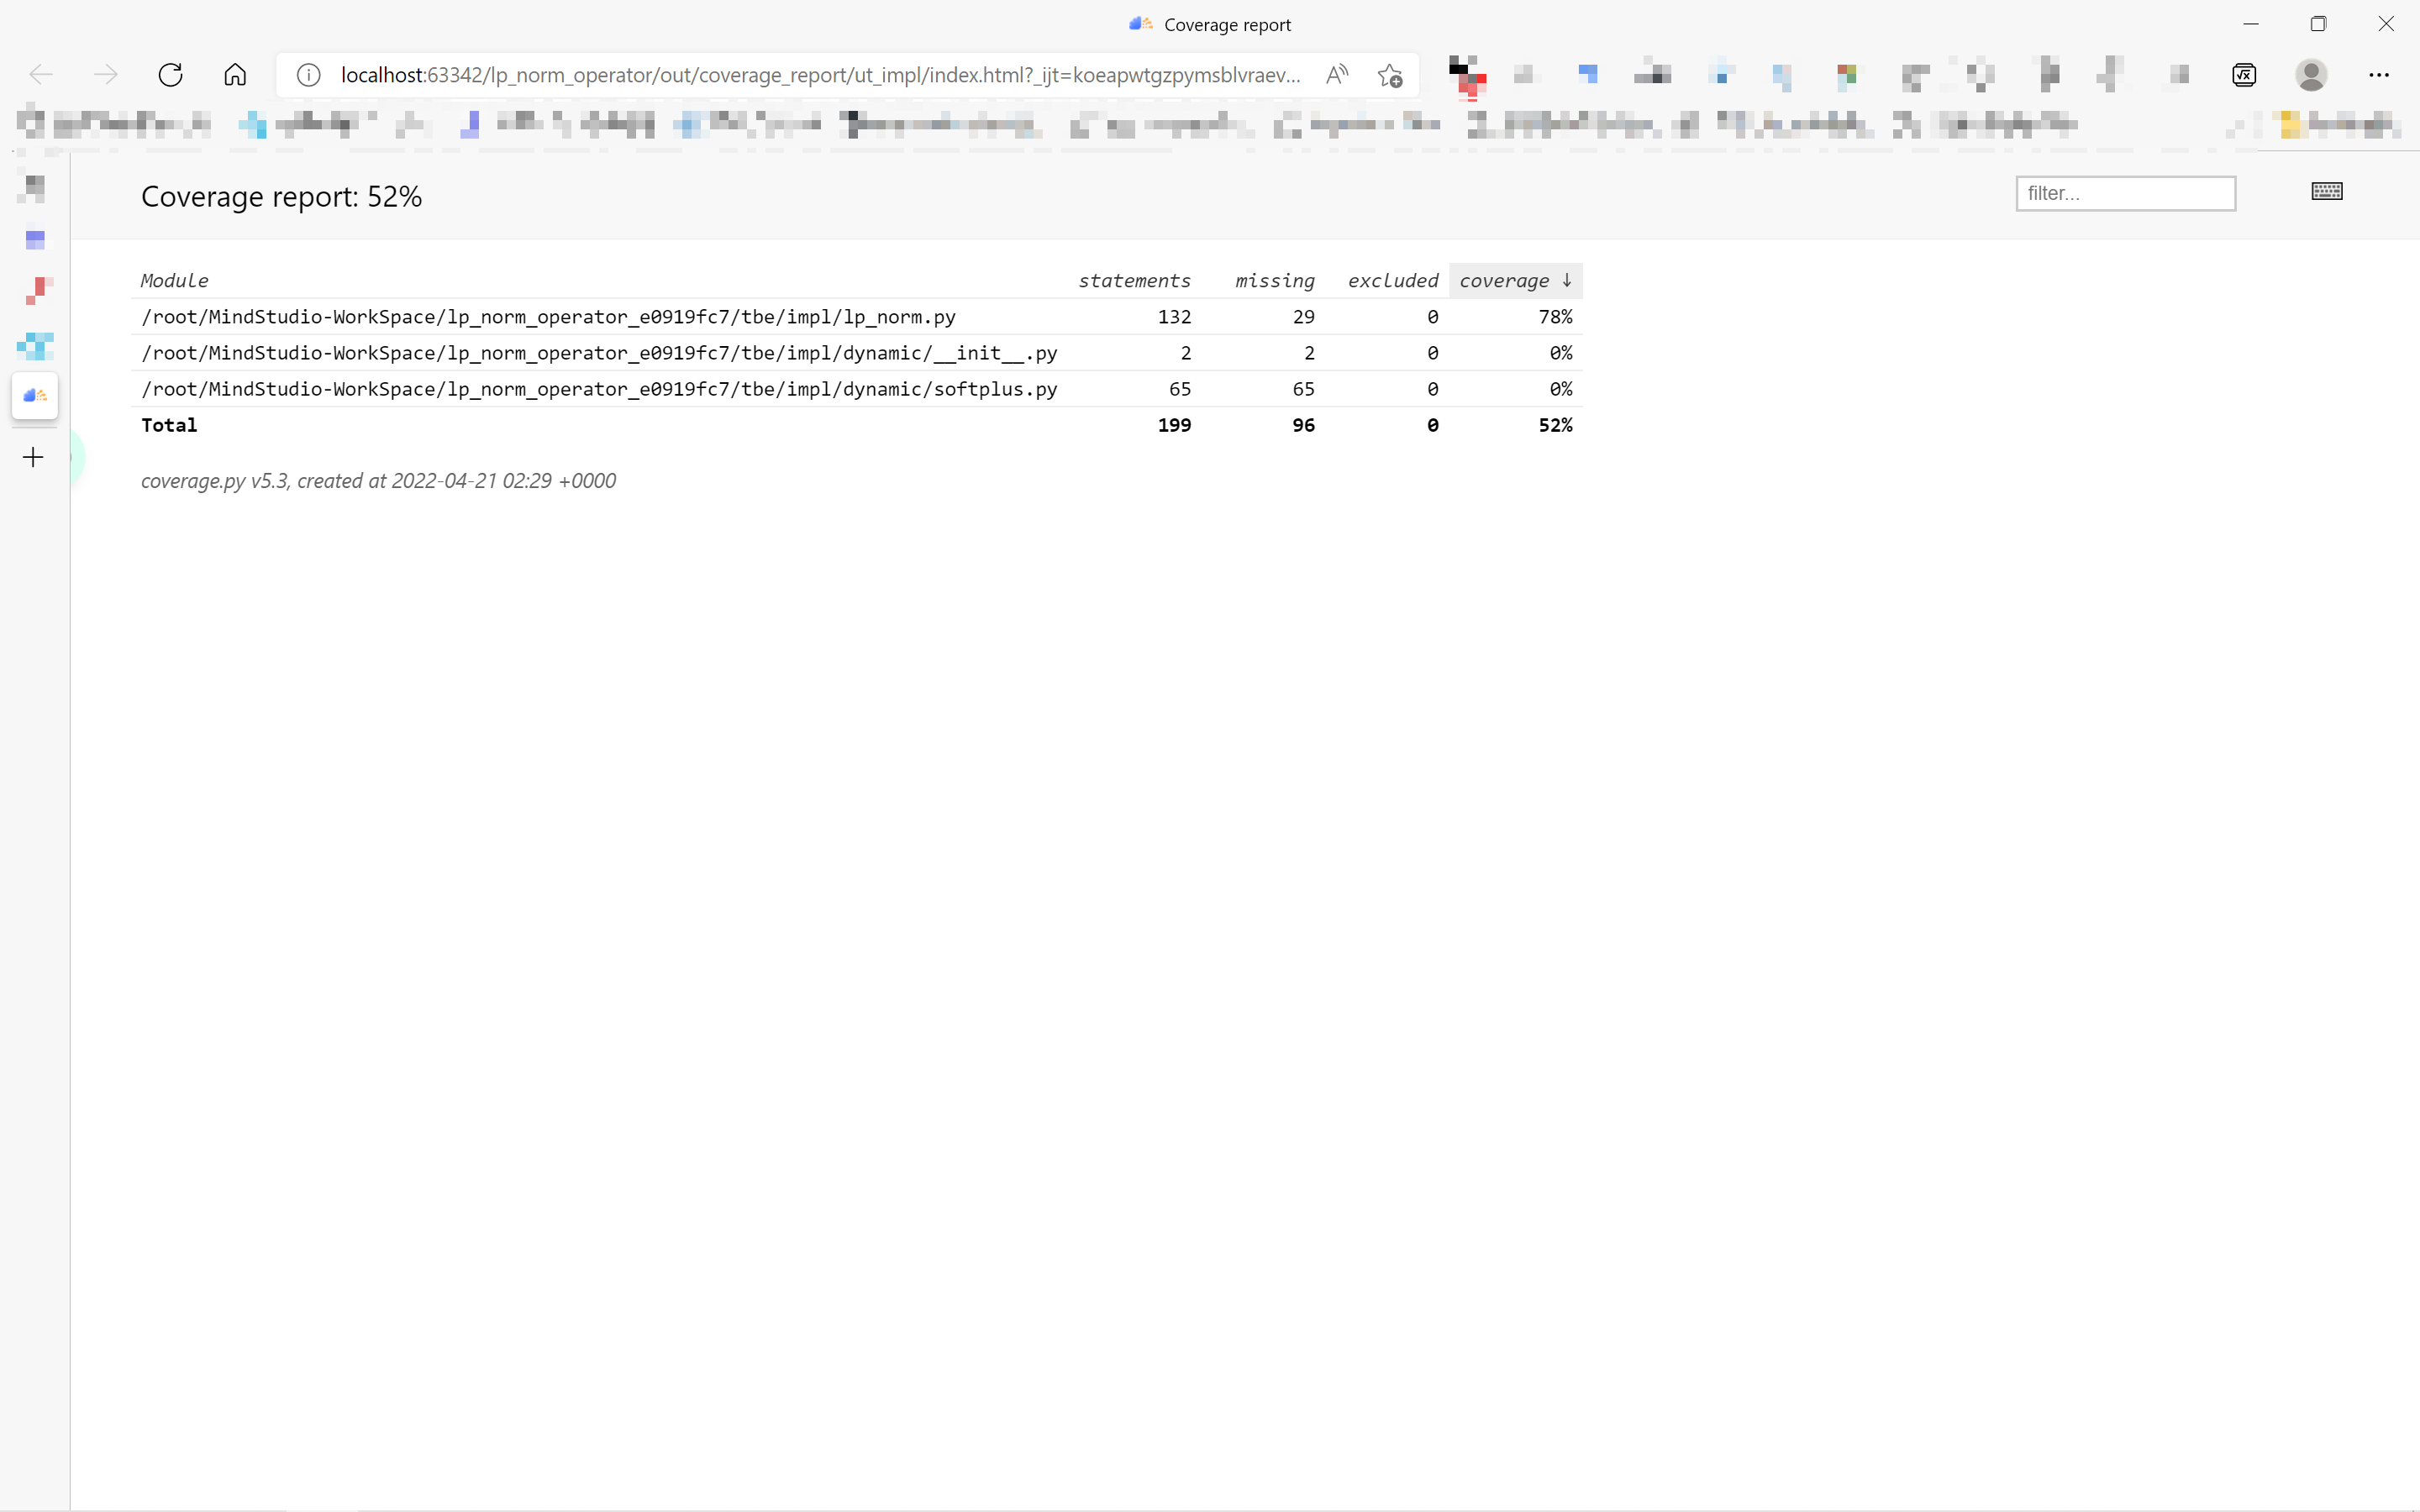 Coverage report
localhost:63342/lp_norm_operator/out/coverage_report/ut_impl/index.html?_ijt=koeapwtgzpymsblvraev...
Coverage report: 52%
filter...
Module statements missing excluded coverage ↓
/root/MindStudio-WorkSpace/lp_norm_operator_e0919fc7/tbe/impl/lp_norm.py 132 29 0 78%
/root/MindStudio-WorkSpace/lp_norm_operator_e0919fc7/tbe/impl/dynamic/__init__.py 2 2 0 0%
/root/MindStudio-WorkSpace/lp_norm_operator_e0919fc7/tbe/impl/dynamic/softplus.py 65 65 0 0%
Total 199 96 0 52%
coverage.py v5.3, created at 2022-04-21 02:29 +0000